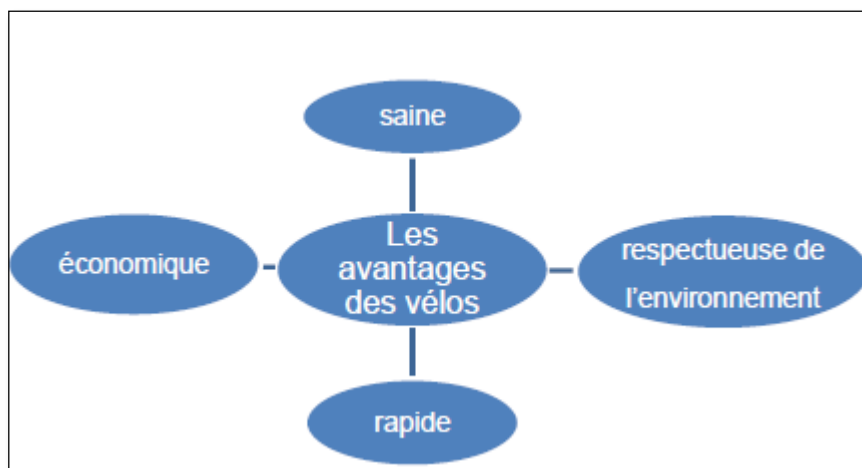 saine
économique
Les
avantages
des vélos
respectueuse de
l'environnement
rapide